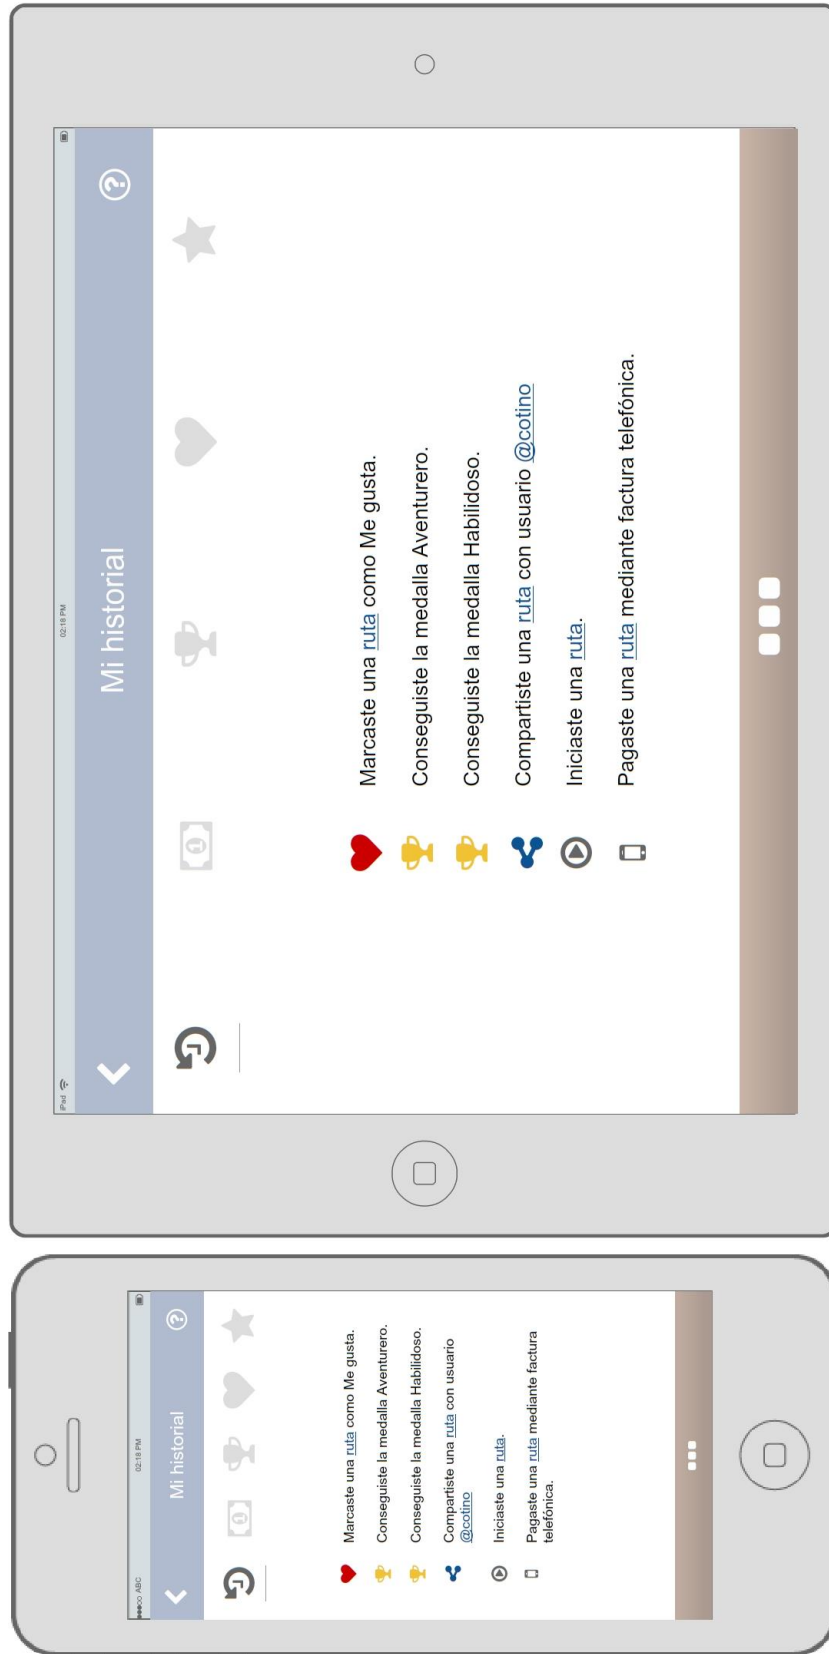 ●●●○○ ABC 02:18 PM
Mi historial
Marcaste una ruta como Me gusta.
Conseguiste la medalla Aventurero.
Conseguiste la medalla Habilidoso.
Compartiste una ruta con usuario
@cotino
Iniciaste una ruta.
Pagaste una ruta mediante factura
telefónica.
iPad 02:18 PM
Mi historial
Marcaste una ruta como Me gusta.
Conseguiste la medalla Aventurero.
Conseguiste la medalla Habilidoso.
Compartiste una ruta con usuario @cotino
Iniciaste una ruta.
Pagaste una ruta mediante factura telefónica.